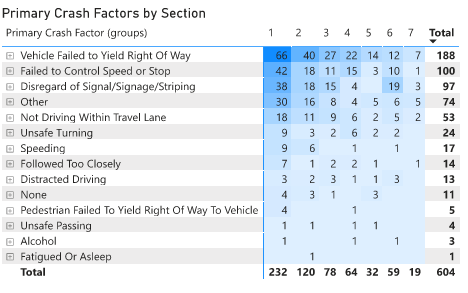 Primary Crash Factors by Section
Primary Crash Factor (groups) 1 2 3 4 5 6 7 Total
Vehicle Failed to Yield Right Of Way 66 40 27 22 14 12 7 188
Failed to Control Speed or Stop 42 18 11 15 3 10 1 100
Disregard of Signal/Signage/Striping 38 18 15 4 19 3 97
Other 30 16 8 4 5 6 5 74
Not Driving Within Travel Lane 18 11 9 6 2 5 2 53
Unsafe Turning 9 3 2 6 2 2 24
Speeding 9 6 1 1 17
Followed Too Closely 7 1 2 2 1 1 14
Distracted Driving 3 2 3 1 1 3 13
None 4 3 1 3 11
Pedestrian Failed To Yield Right Of Way To Vehicle 4 1 5
Unsafe Passing 1 1 1 1 4
Alcohol 1 1 1 3
Fatigued Or Asleep 1 1
Total 232 120 78 64 32 59 19 604